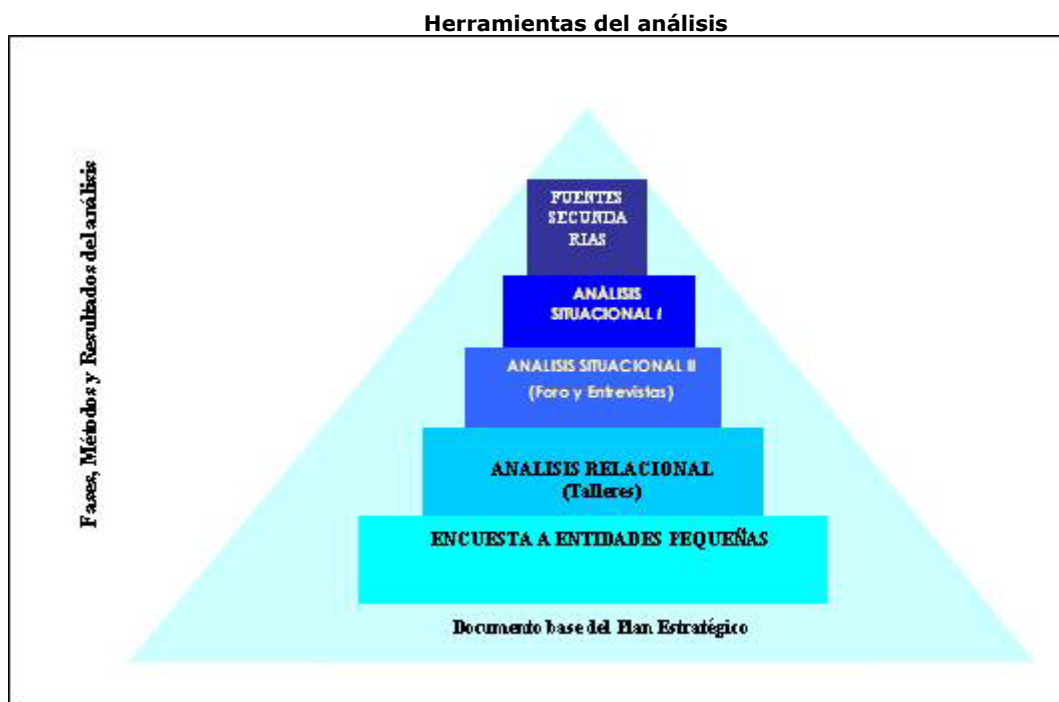 Herramientas del análisis
Fases, Métodos y Resultados del análisis
FUENTES
SECUNDA
RIAS
ANÁLISIS
SITUACIONAL I
ANALISIS SITUACIONAL II
(Foro y Entrevistas)
ANALISIS RELACIONAL
(Talleres)
ENCUESTA A ENTIDADES PEQUEÑAS
Documento base del Plan Estratégico